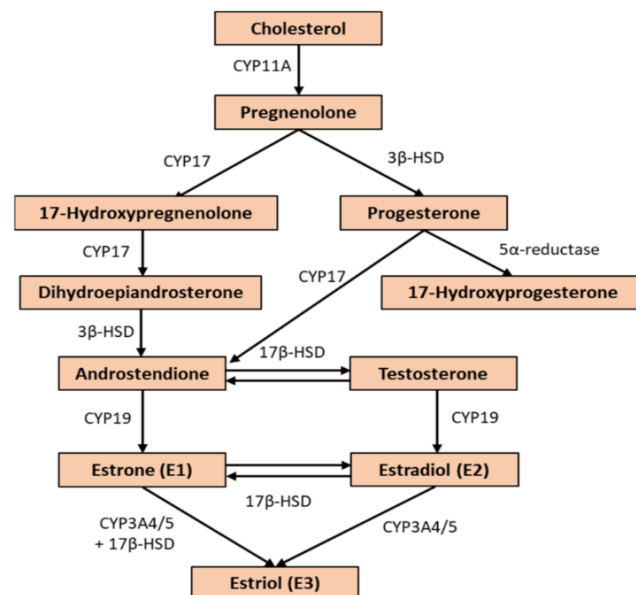 Cholesterol
CYP11A
Pregnenolone
CYP17
3β-HSD
17-Hydroxypregnenolone
Progesterone
CYP17
CYP17
5α-reductase
Dihydroepiandrosterone
17-Hydroxyprogesterone
3β-HSD
17β-HSD
Androstendione
Testosterone
CYP19
CYP19
Estrone (E1)
Estradiol (E2)
17β-HSD
CYP3A4/5
+ 17β-HSD
CYP3A4/5
Estriol (E3)